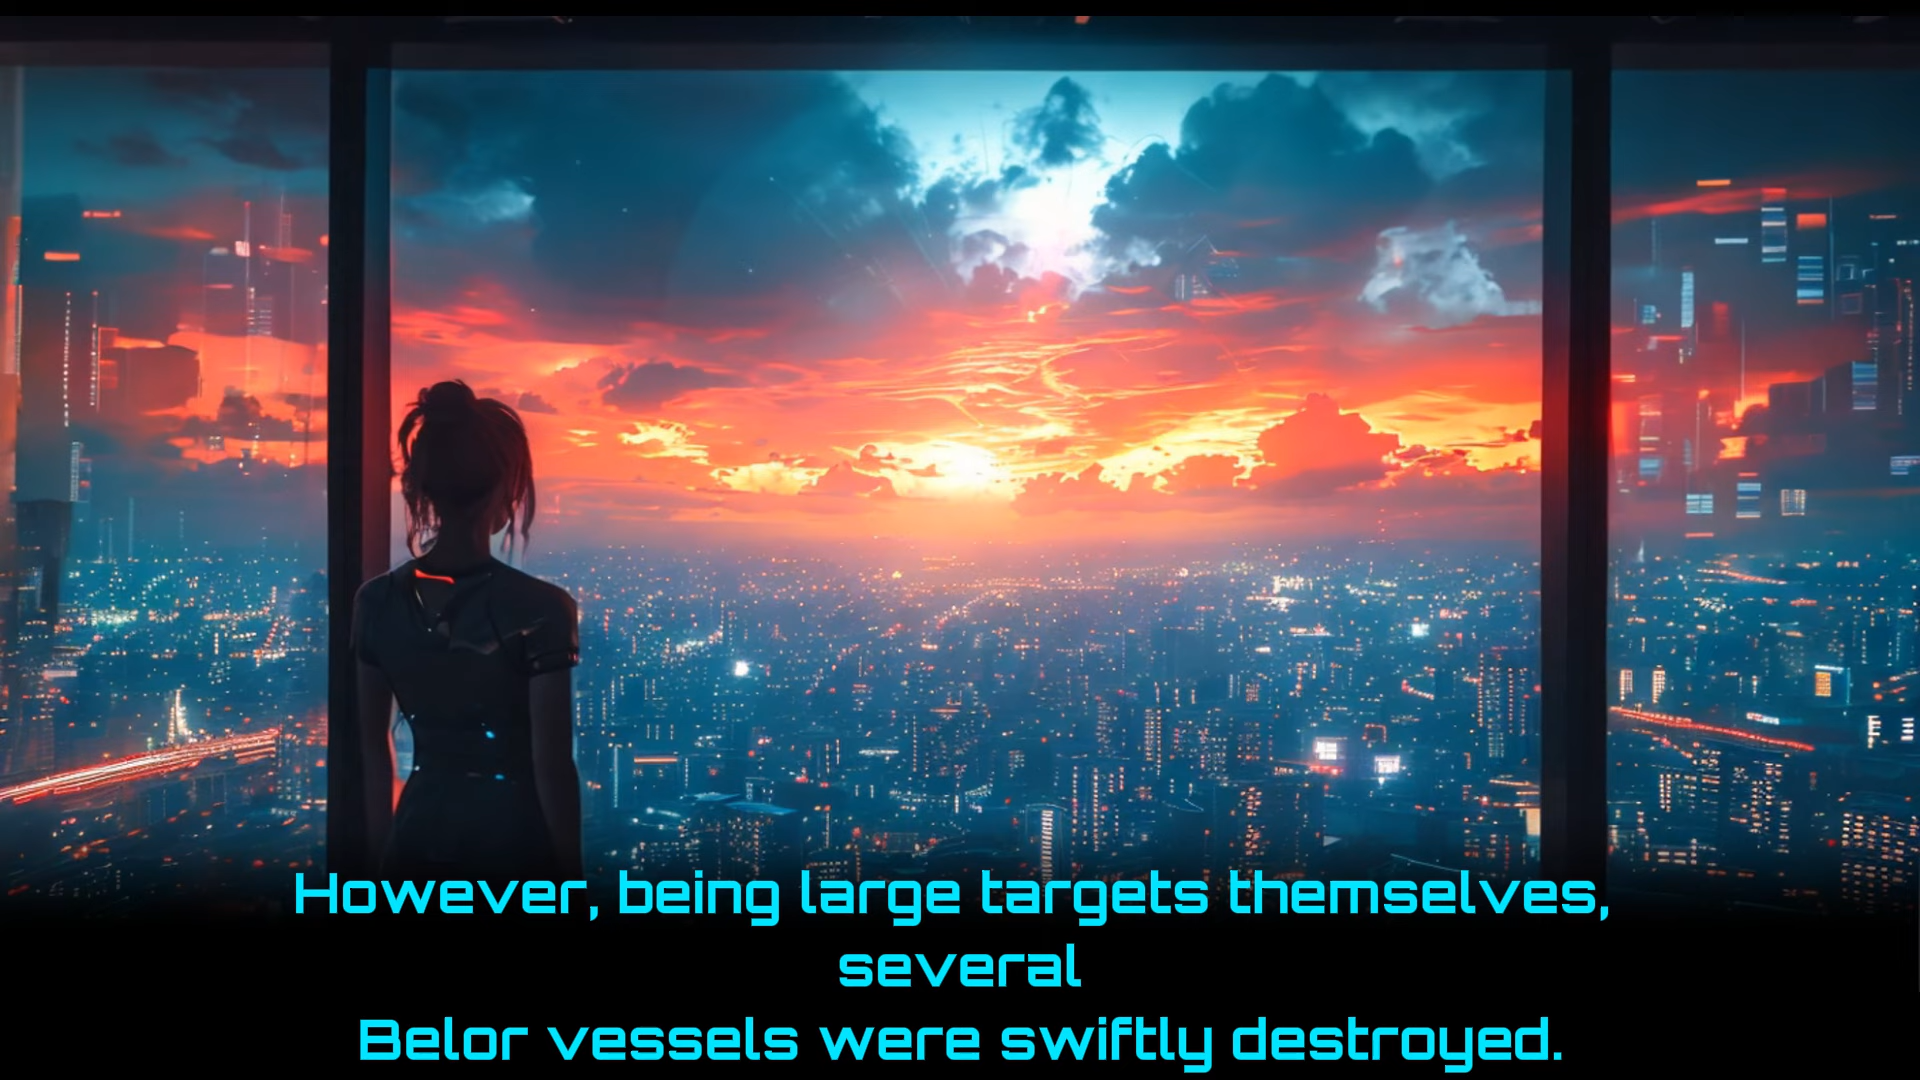 However, being large targets themselves,
several
Belor vessels were swiftly destroyed.